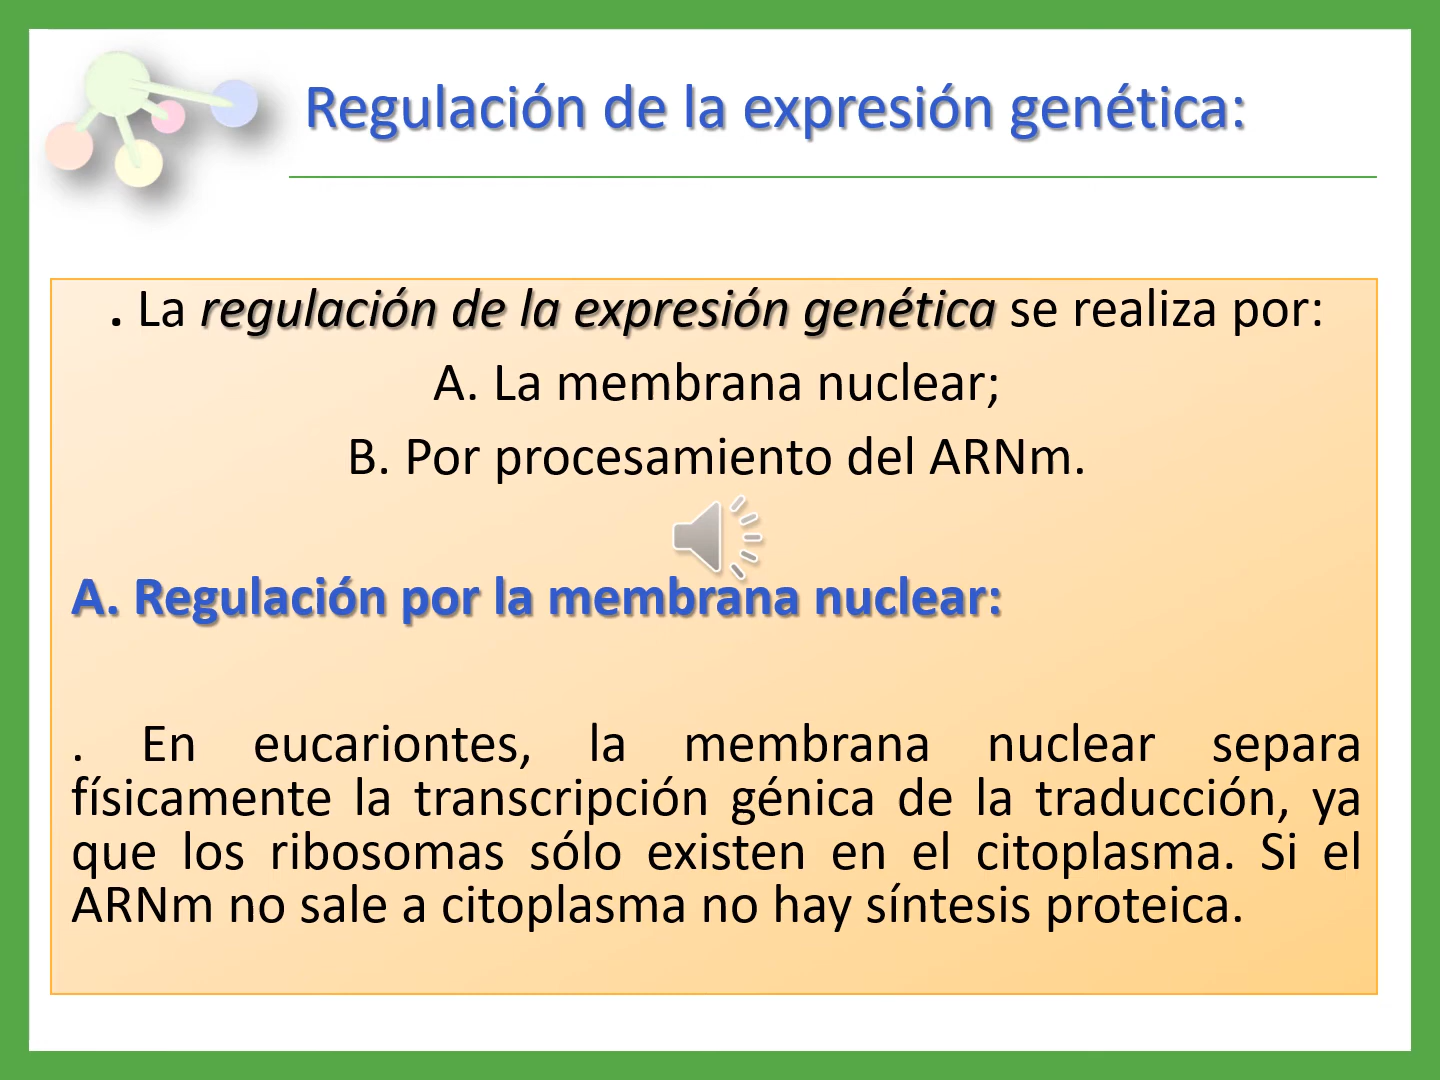 Regulación de la expresión genética:
. La regulación de la expresión genética se realiza por:
A. La membrana nuclear;
B. Por procesamiento del ARNm.
A. Regulación por la membrana nuclear:
. En eucariontes, la membrana nuclear separa
físicamente la transcripción génica de la traducción, ya
que los ribosomas sólo existen en el citoplasma. Si el
ARNm no sale a citoplasma no hay síntesis proteica.